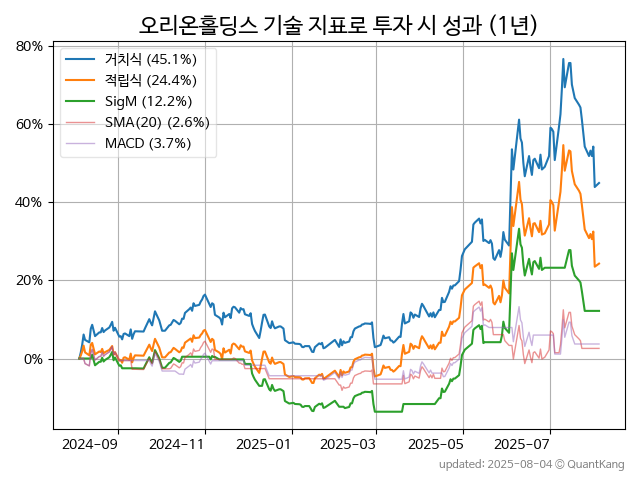 오리온홀딩스 기술 지표로 투자 시 성과 (1년)
80%
60%
40%
20%
0%
거치식 (45.1%)
적립식 (24.4%)
SigM (12.2%)
SMA(20) (2.6%)
MACD (3.7%)
2024-09
2024-11
2025-01
2025-03
2025-05
2025-07
updated: 2025-08-04 © QuantKang